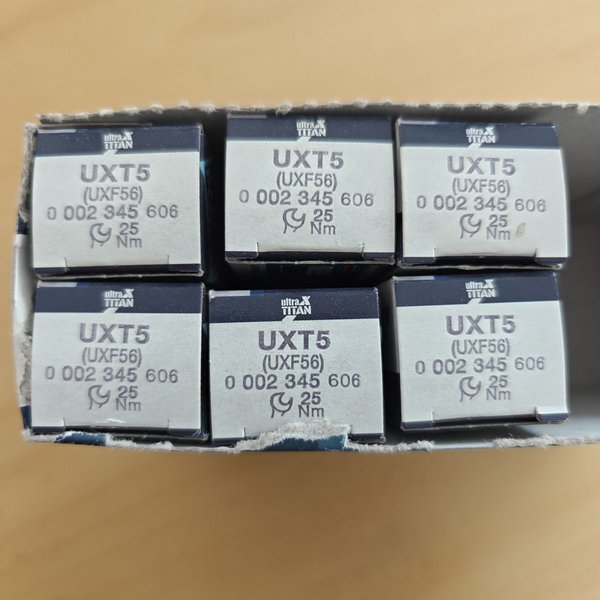 ultra X
TITAN
UXT5
(UXF56)
0 002 345 606
25
Nm
ultra X
TITAN
UXT5
(UXF56)
0 002 345 606
25
Nm
ultra X
TITAN
UXT5
(UXF56)
0 002 345 606
25
Nm
ultra X
TITAN
UXT5
(UXF56)
0 002 345 606
25
Nm
ultra X
TITAN
UXT5
(UXF56)
0 002 345 606
25
Nm
ultra X
TITAN
UXT5
(UXF56)
0 002 345 606
25
Nm